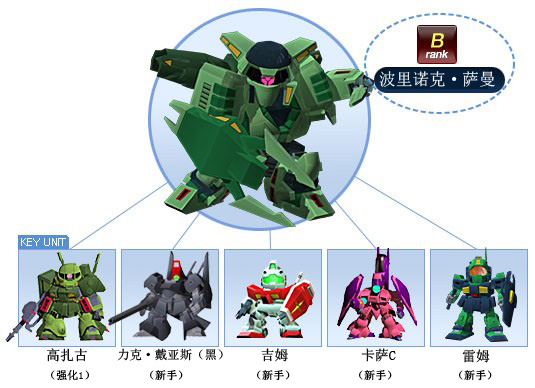 B
rank
波里诺克·萨曼
KEY UNIT
高扎古
(强化1)
力克·戴亚斯(黑)
(新手)
吉姆
(新手)
卡萨C
(新手)
雷姆
(新手)